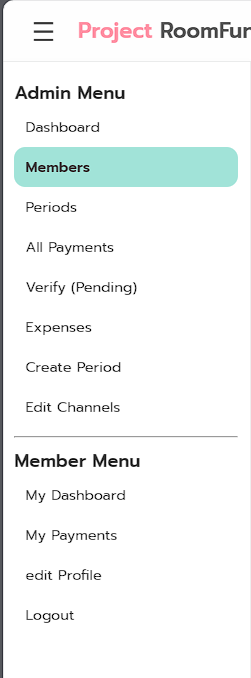 Project RoomFun
Admin Menu
Dashboard
Members
Periods
All Payments
Verify (Pending)
Expenses
Create Period
Edit Channels
Member Menu
My Dashboard
My Payments
edit Profile
Logout